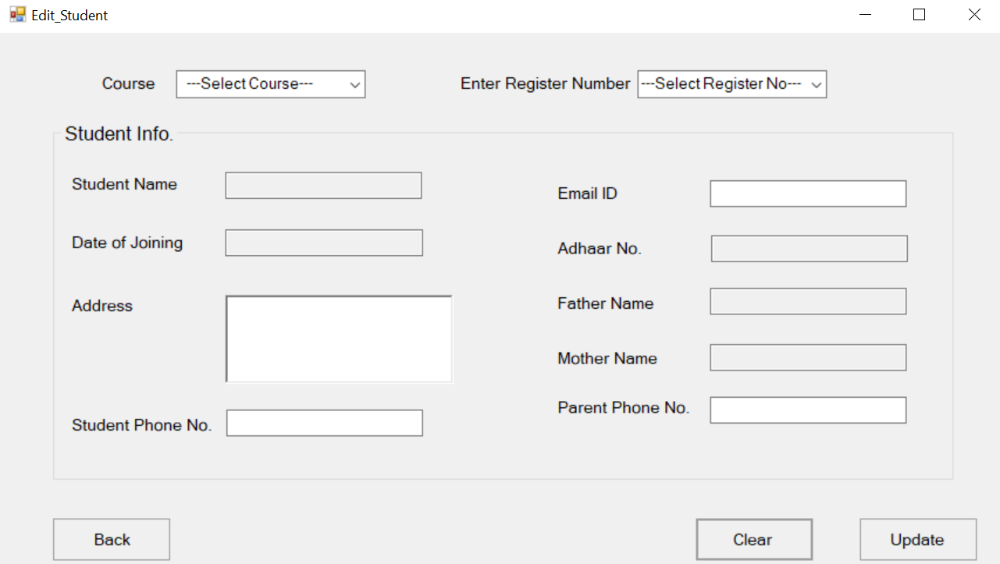 Edit_Student
Course ---Select Course--- Enter Register Number ---Select Register No---
Student Info.
Student Name
Email ID
Date of Joining
Adhaar No.
Address
Father Name
Mother Name
Parent Phone No.
Student Phone No.
Back Clear Update